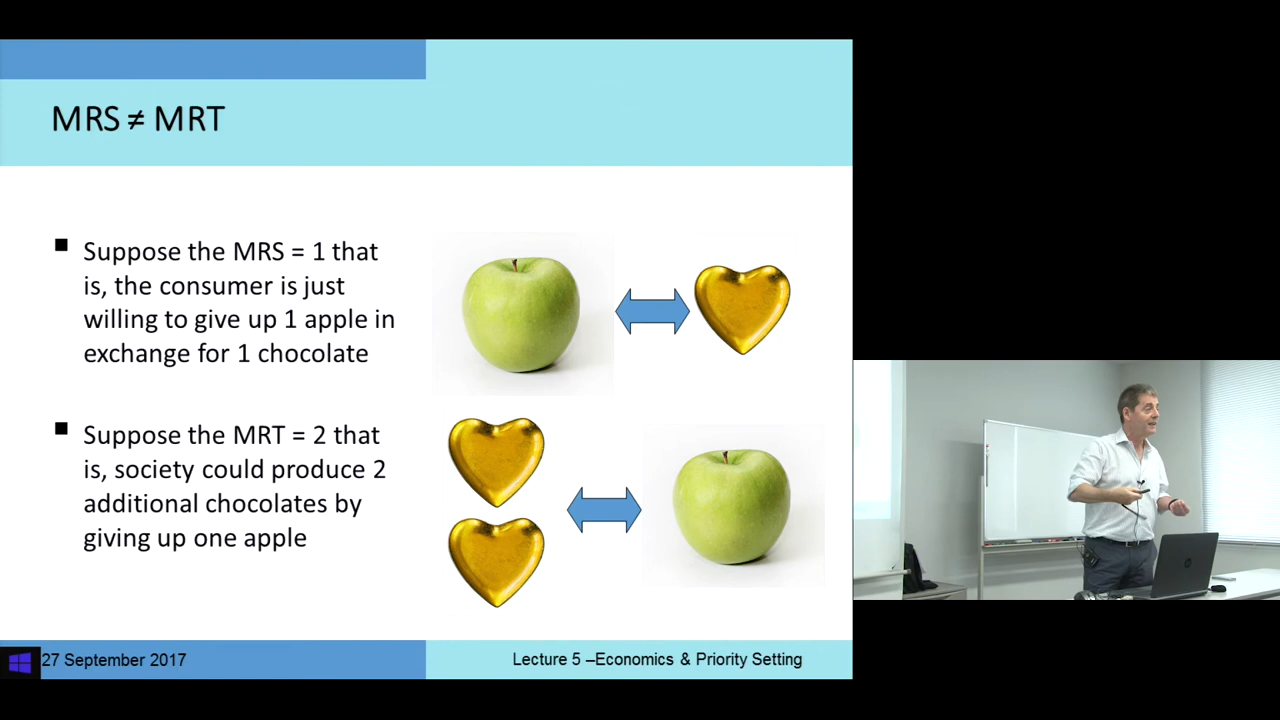 MRS ≠ MRT
▪ Suppose the MRS = 1 that
is, the consumer is just
willing to give up 1 apple in
exchange for 1 chocolate
▪ Suppose the MRT = 2 that
is, society could produce 2
additional chocolates by
giving up one apple
27 September 2017
Lecture 5 –Economics & Priority Setting